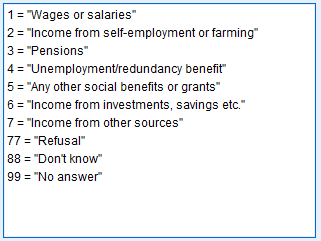 1 = "Wages or salaries"
2 = "Income from self-employment or farming"
3 = "Pensions"
4 = "Unemployment/redundancy benefit"
5 = "Any other social benefits or grants"
6 = "Income from investments, savings etc."
7 = "Income from other sources"
77 = "Refusal"
88 = "Don't know"
99 = "No answer"